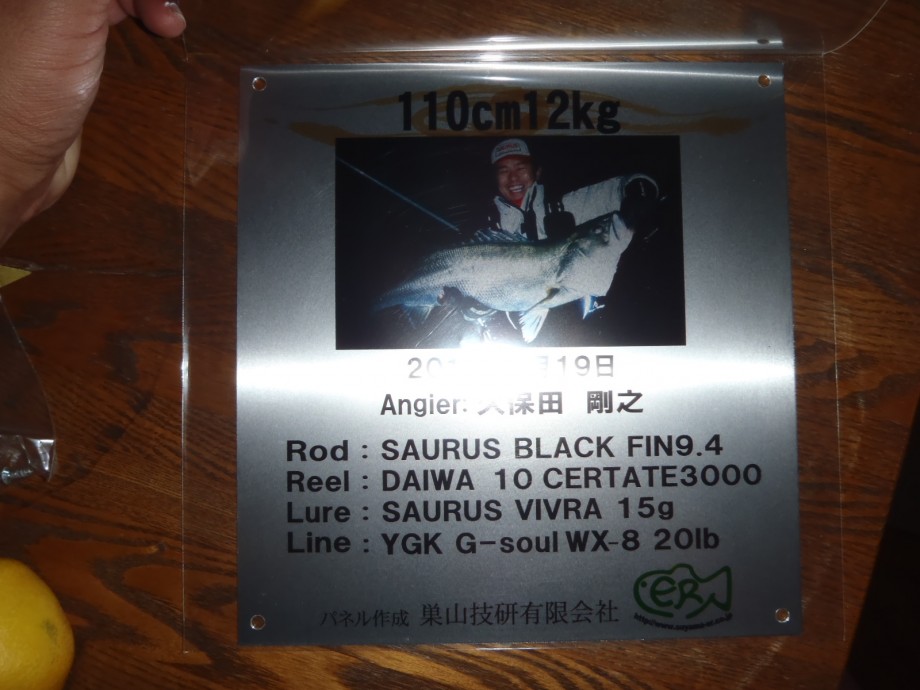 110cm12kg
19日
Angler: 久保田 剛之
Rod : SAURUS BLACK FIN9.4
Reel : DAIWA 10 CERTATE3000
Lure : SAURUS VIVRA 15g
Line : YGK G-soul WX-8 20lb
パネル作成 巣山技研有限会社